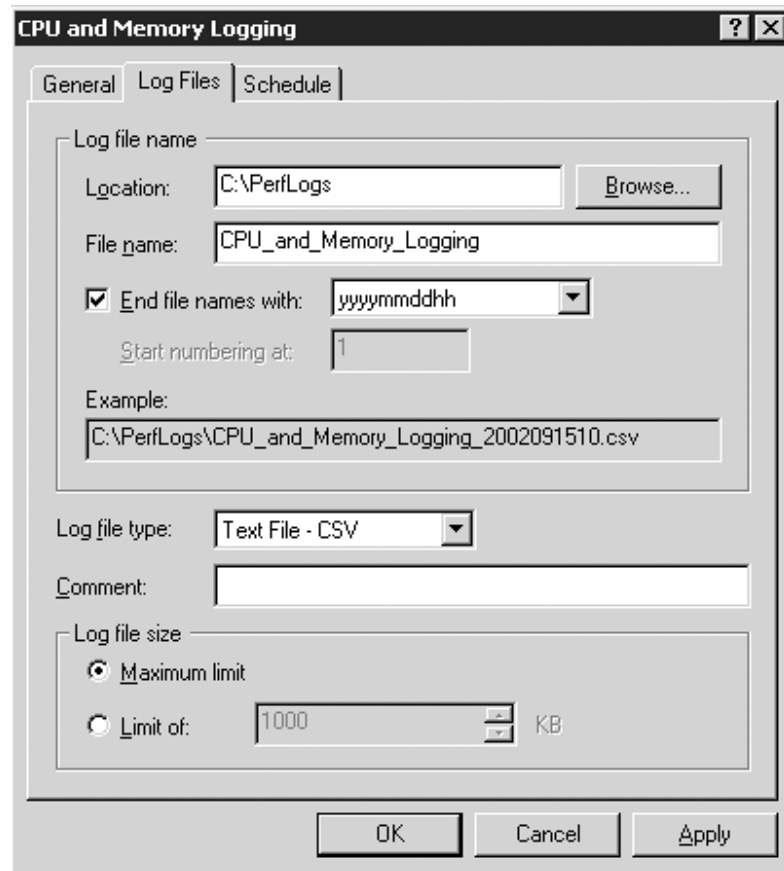 CPU and Memory Logging ? X
General Log Files Schedule
Log file name
Location: C:\PerfLogs Browse...
File name: CPU_and_Memory_Logging
End file names with: yyyymmddhh
Start numbering at: 1
Example:
C:\PerfLogs\CPU_and_Memory_Logging_2002091510.csv
Log file type: Text File - CSV
Comment:
Log file size
Maximum limit
Limit of: 1000 KB
OK Cancel Apply